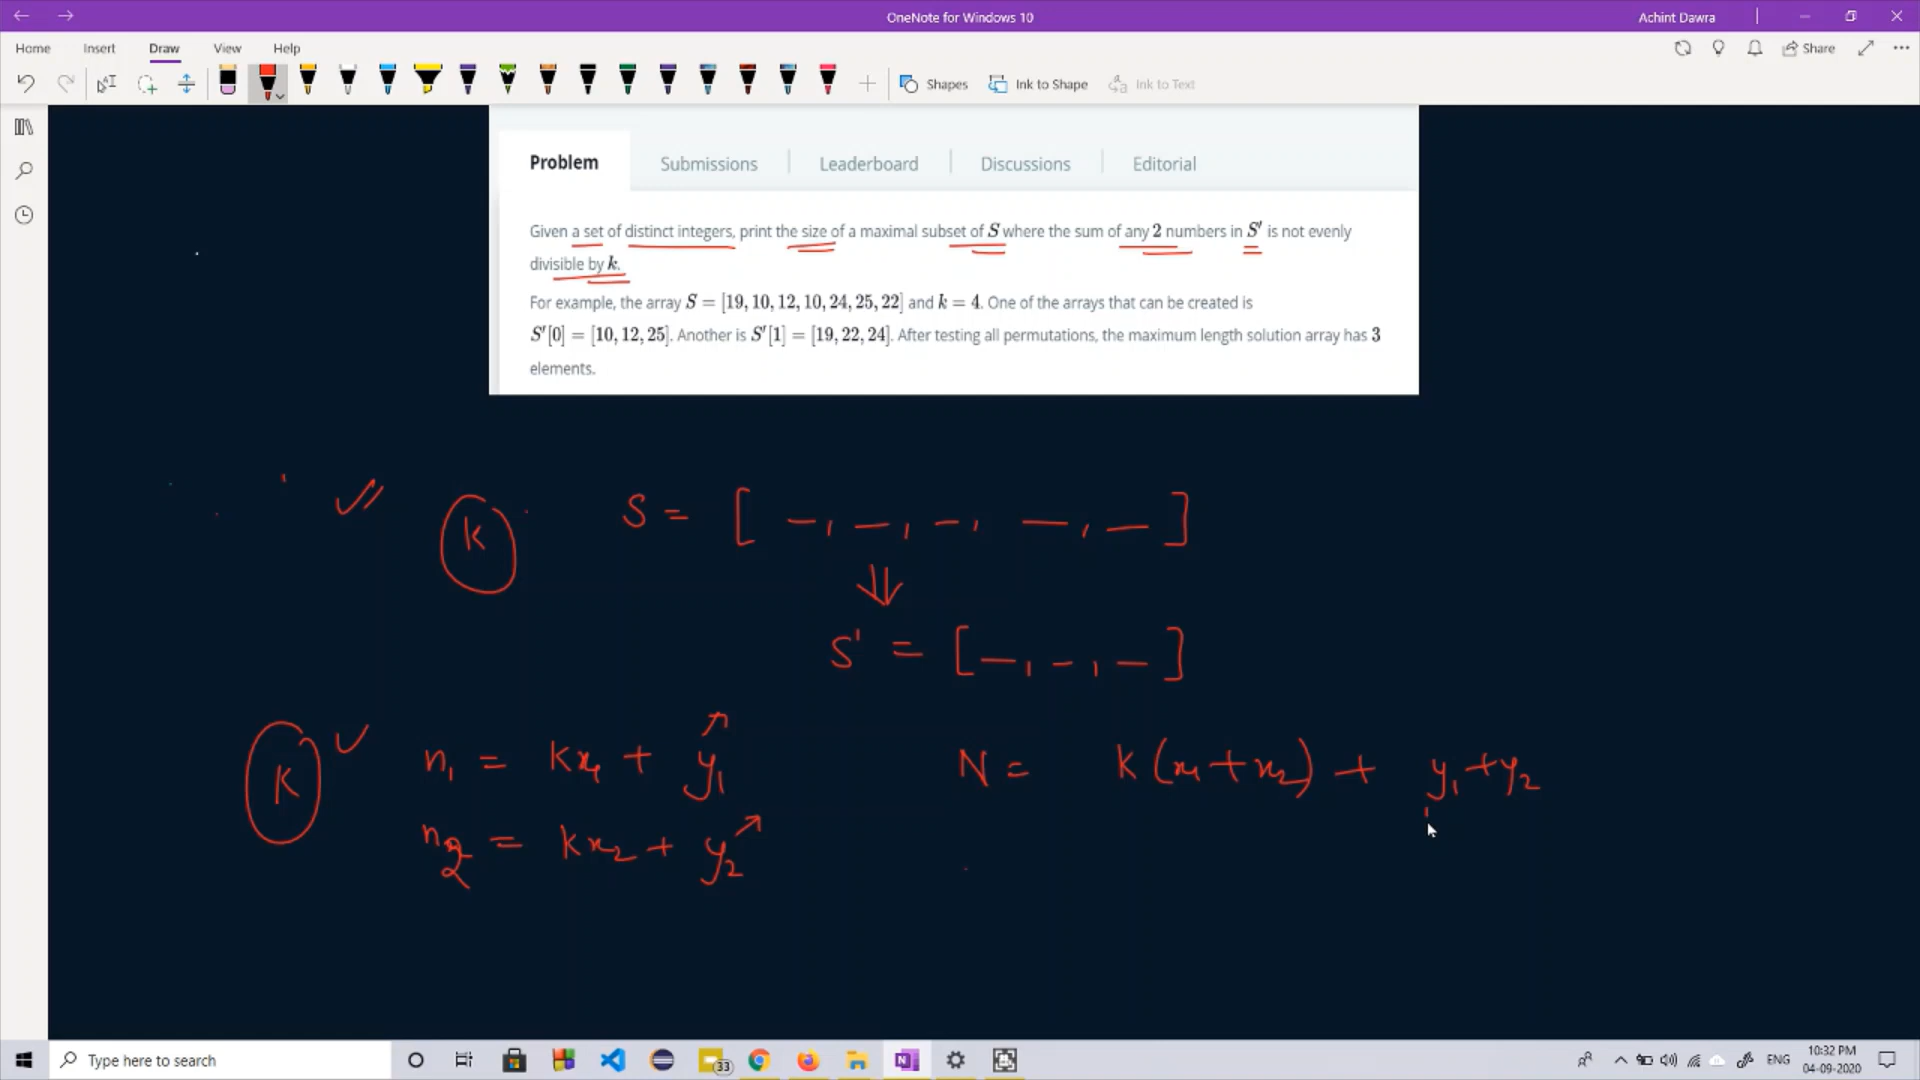 OneNote for Windows 10
Achint Dawra
Home Insert Draw View Help
Share
Shapes Ink to Shape Ink to Text
Problem Submissions Leaderboard Discussions Editorial
Given a set of distinct integers, print the size of a maximal subset of S where the sum of any 2 numbers in S′ is not evenly
divisible by k.
For example, the array S = [19, 10, 12, 10, 24, 25, 22] and k = 4. One of the arrays that can be created is
S′[0] = [10, 12, 25]. Another is S′[1] = [19, 22, 24]. After testing all permutations, the maximum length solution array has 3
elements.
K S = [ –, –, –, –, – ]
S' = [ –, –, – ]
K n₁ = Kx₁ + y₁ N = K(x₁+x₂) + y₁+y₂
n₂ = Kx₂ + y₂
Type here to search
33
ENG
10:32 PM
04-09-2020